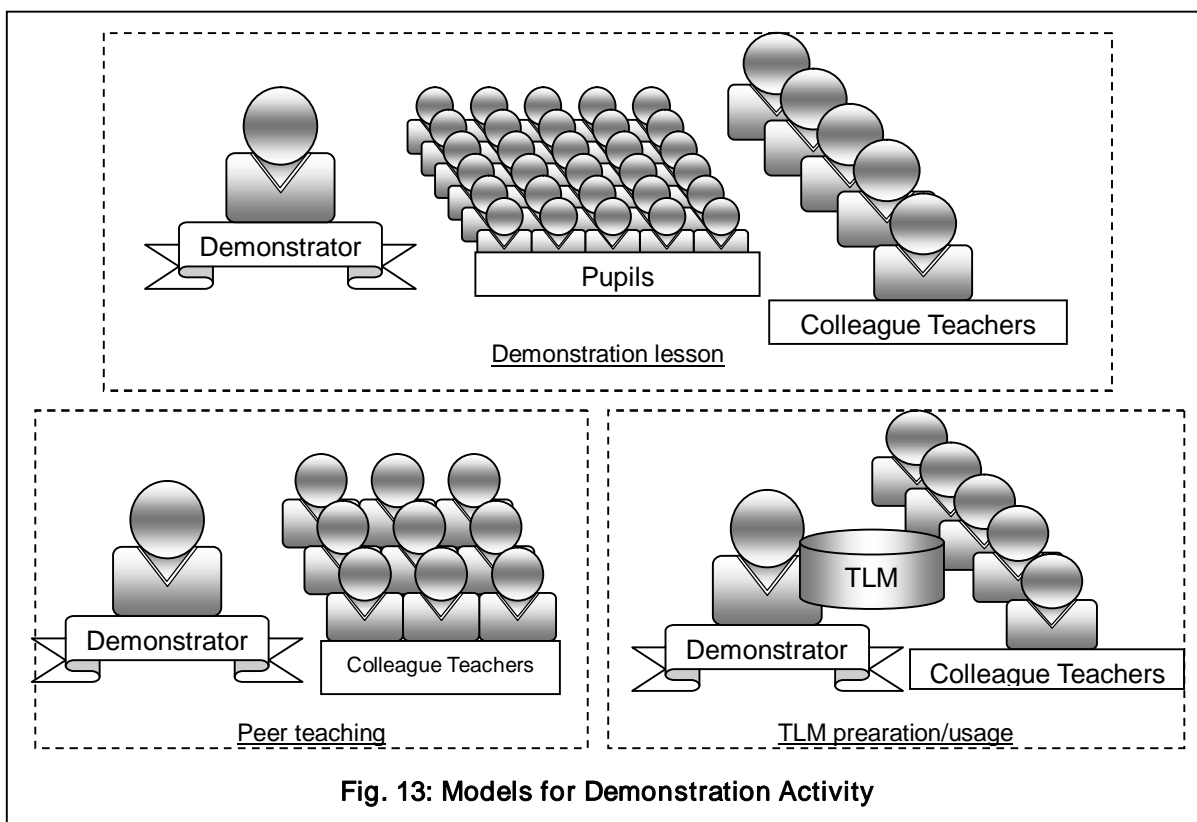 Demonstrator
Pupils
Colleague Teachers
Demonstration lesson
Demonstrator
Colleague Teachers
Peer teaching
TLM
Demonstrator
Colleague Teachers
TLM prearation/usage
Fig. 13: Models for Demonstration Activity